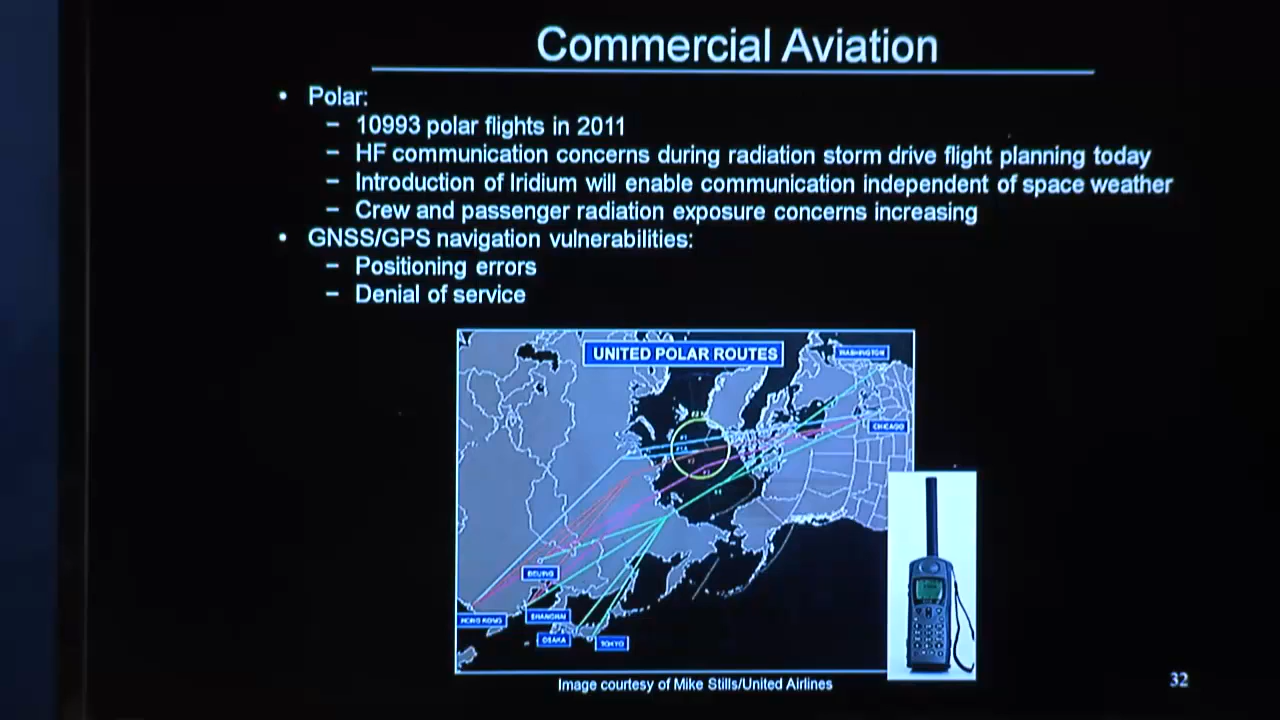 Commercial Aviation
• Polar:
– 10993 polar flights in 2011
– HF communication concerns during radiation storm drive flight planning today
– Introduction of Iridium will enable communication independent of space weather
– Crew and passenger radiation exposure concerns increasing
• GNSS/GPS navigation vulnerabilities:
– Positioning errors
– Denial of service
UNITED POLAR ROUTES
WASHINGTON
CHICAGO
BEIJING
HONG KONG
SHANGHAI
OSAKA
TOKYO
Image courtesy of Mike Stills/United Airlines
32